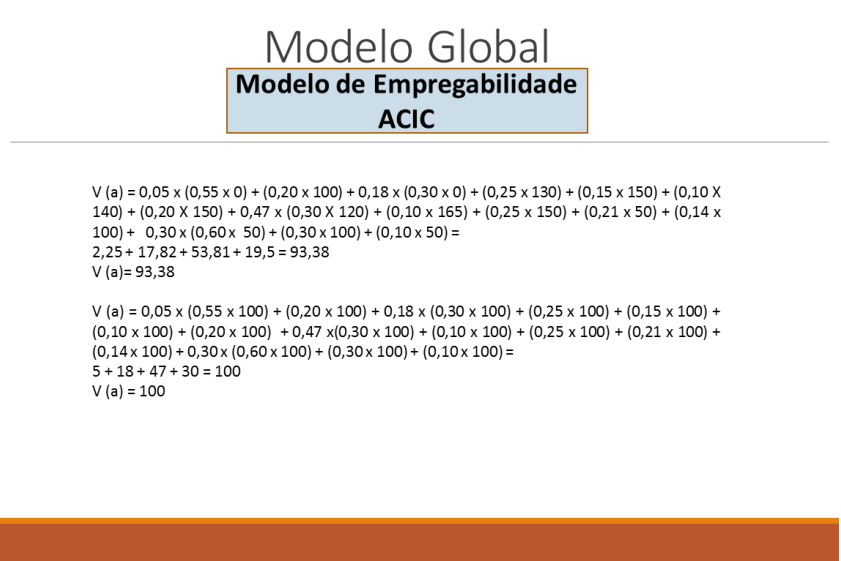 Modelo Global
Modelo de Empregabilidade
ACIC
V (a) = 0,05 x (0,55 x 0) + (0,20 x 100) + 0,18 x (0,30 x 0) + (0,25 x 130) + (0,15 x 150) + (0,10 X
140) + (0,20 X 150) + 0,47 x (0,30 X 120) + (0,10 x 165) + (0,25 x 150) + (0,21 x 50) + (0,14 x
100) + 0,30 x (0,60 x 50) + (0,30 x 100) + (0,10 x 50) =
2,25 + 17,82 + 53,81 + 19,5 = 93,38
V (a)= 93,38
V (a) = 0,05 x (0,55 x 100) + (0,20 x 100) + 0,18 x (0,30 x 100) + (0,25 x 100) + (0,15 x 100) +
(0,10 x 100) + (0,20 x 100) + 0,47 x(0,30 x 100) + (0,10 x 100) + (0,25 x 100) + (0,21 x 100) +
(0,14 x 100) + 0,30 x (0,60 x 100) + (0,30 x 100) + (0,10 x 100) =
5 + 18 + 47 + 30 = 100
V (a) = 100